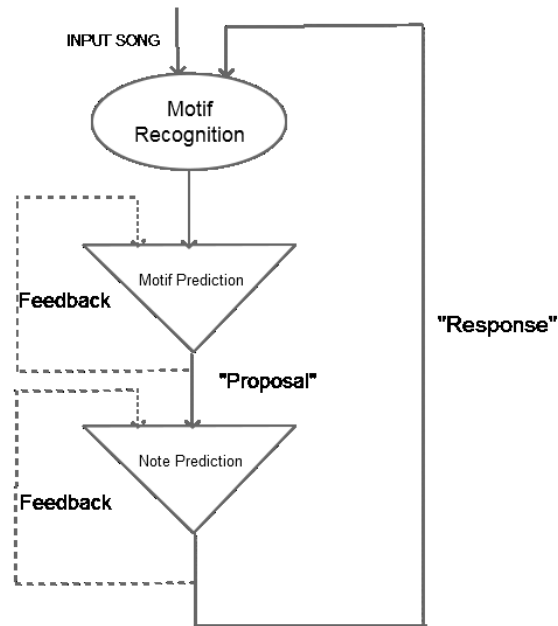 INPUT SONG
Motif
Recognition
Motif Prediction
Feedback
"Response"
"Proposal"
Note Prediction
Feedback